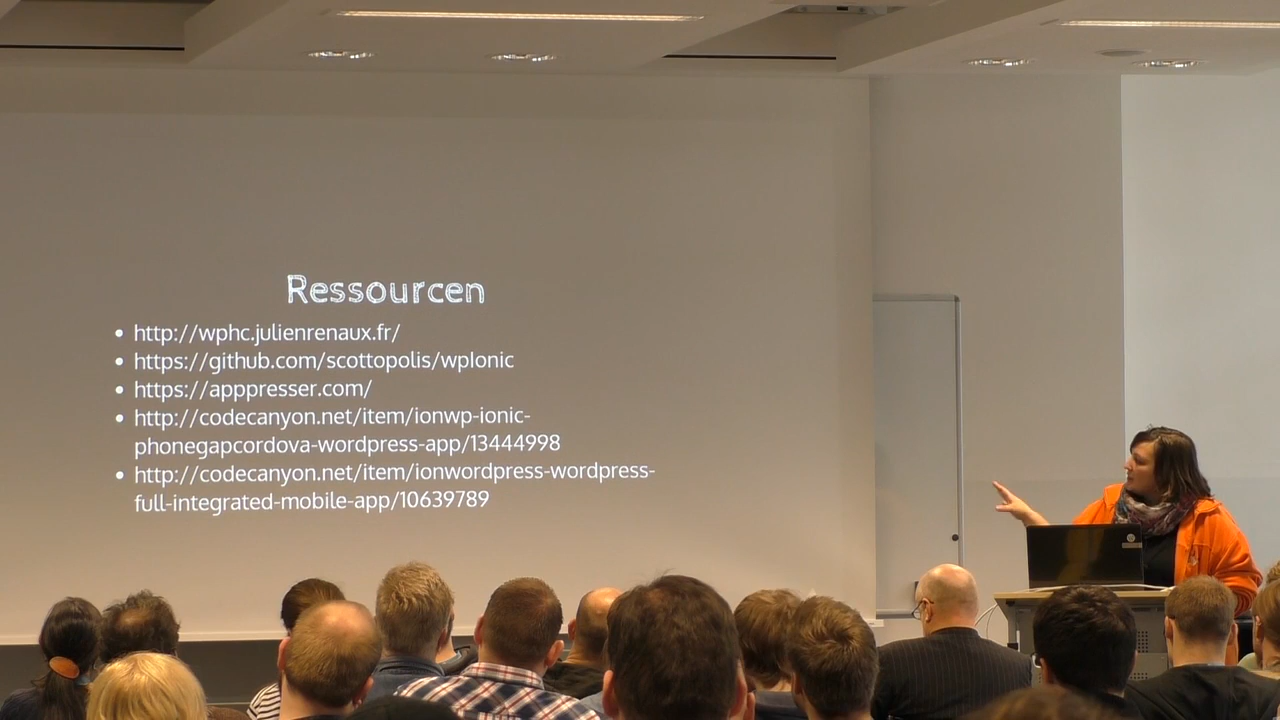 Ressourcen
• http://wphc.julienrenaux.fr/
• https://github.com/scottopolis/wpIonic
• https://apppresser.com/
• http://codecanyon.net/item/ionwp-ionic-
phonegapcordova-wordpress-app/13444998
• http://codecanyon.net/item/ionwordpress-wordpress-
full-integrated-mobile-app/10639789